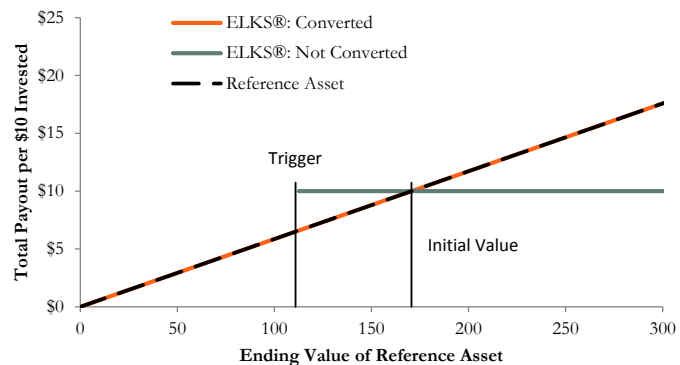 $25
$20
$15
$10
$5
$0
Total Payout per $10 Invested
ELKS®: Converted
ELKS®: Not Converted
Reference Asset
Trigger
Initial Value
0 50 100 150 200 250 300
Ending Value of Reference Asset